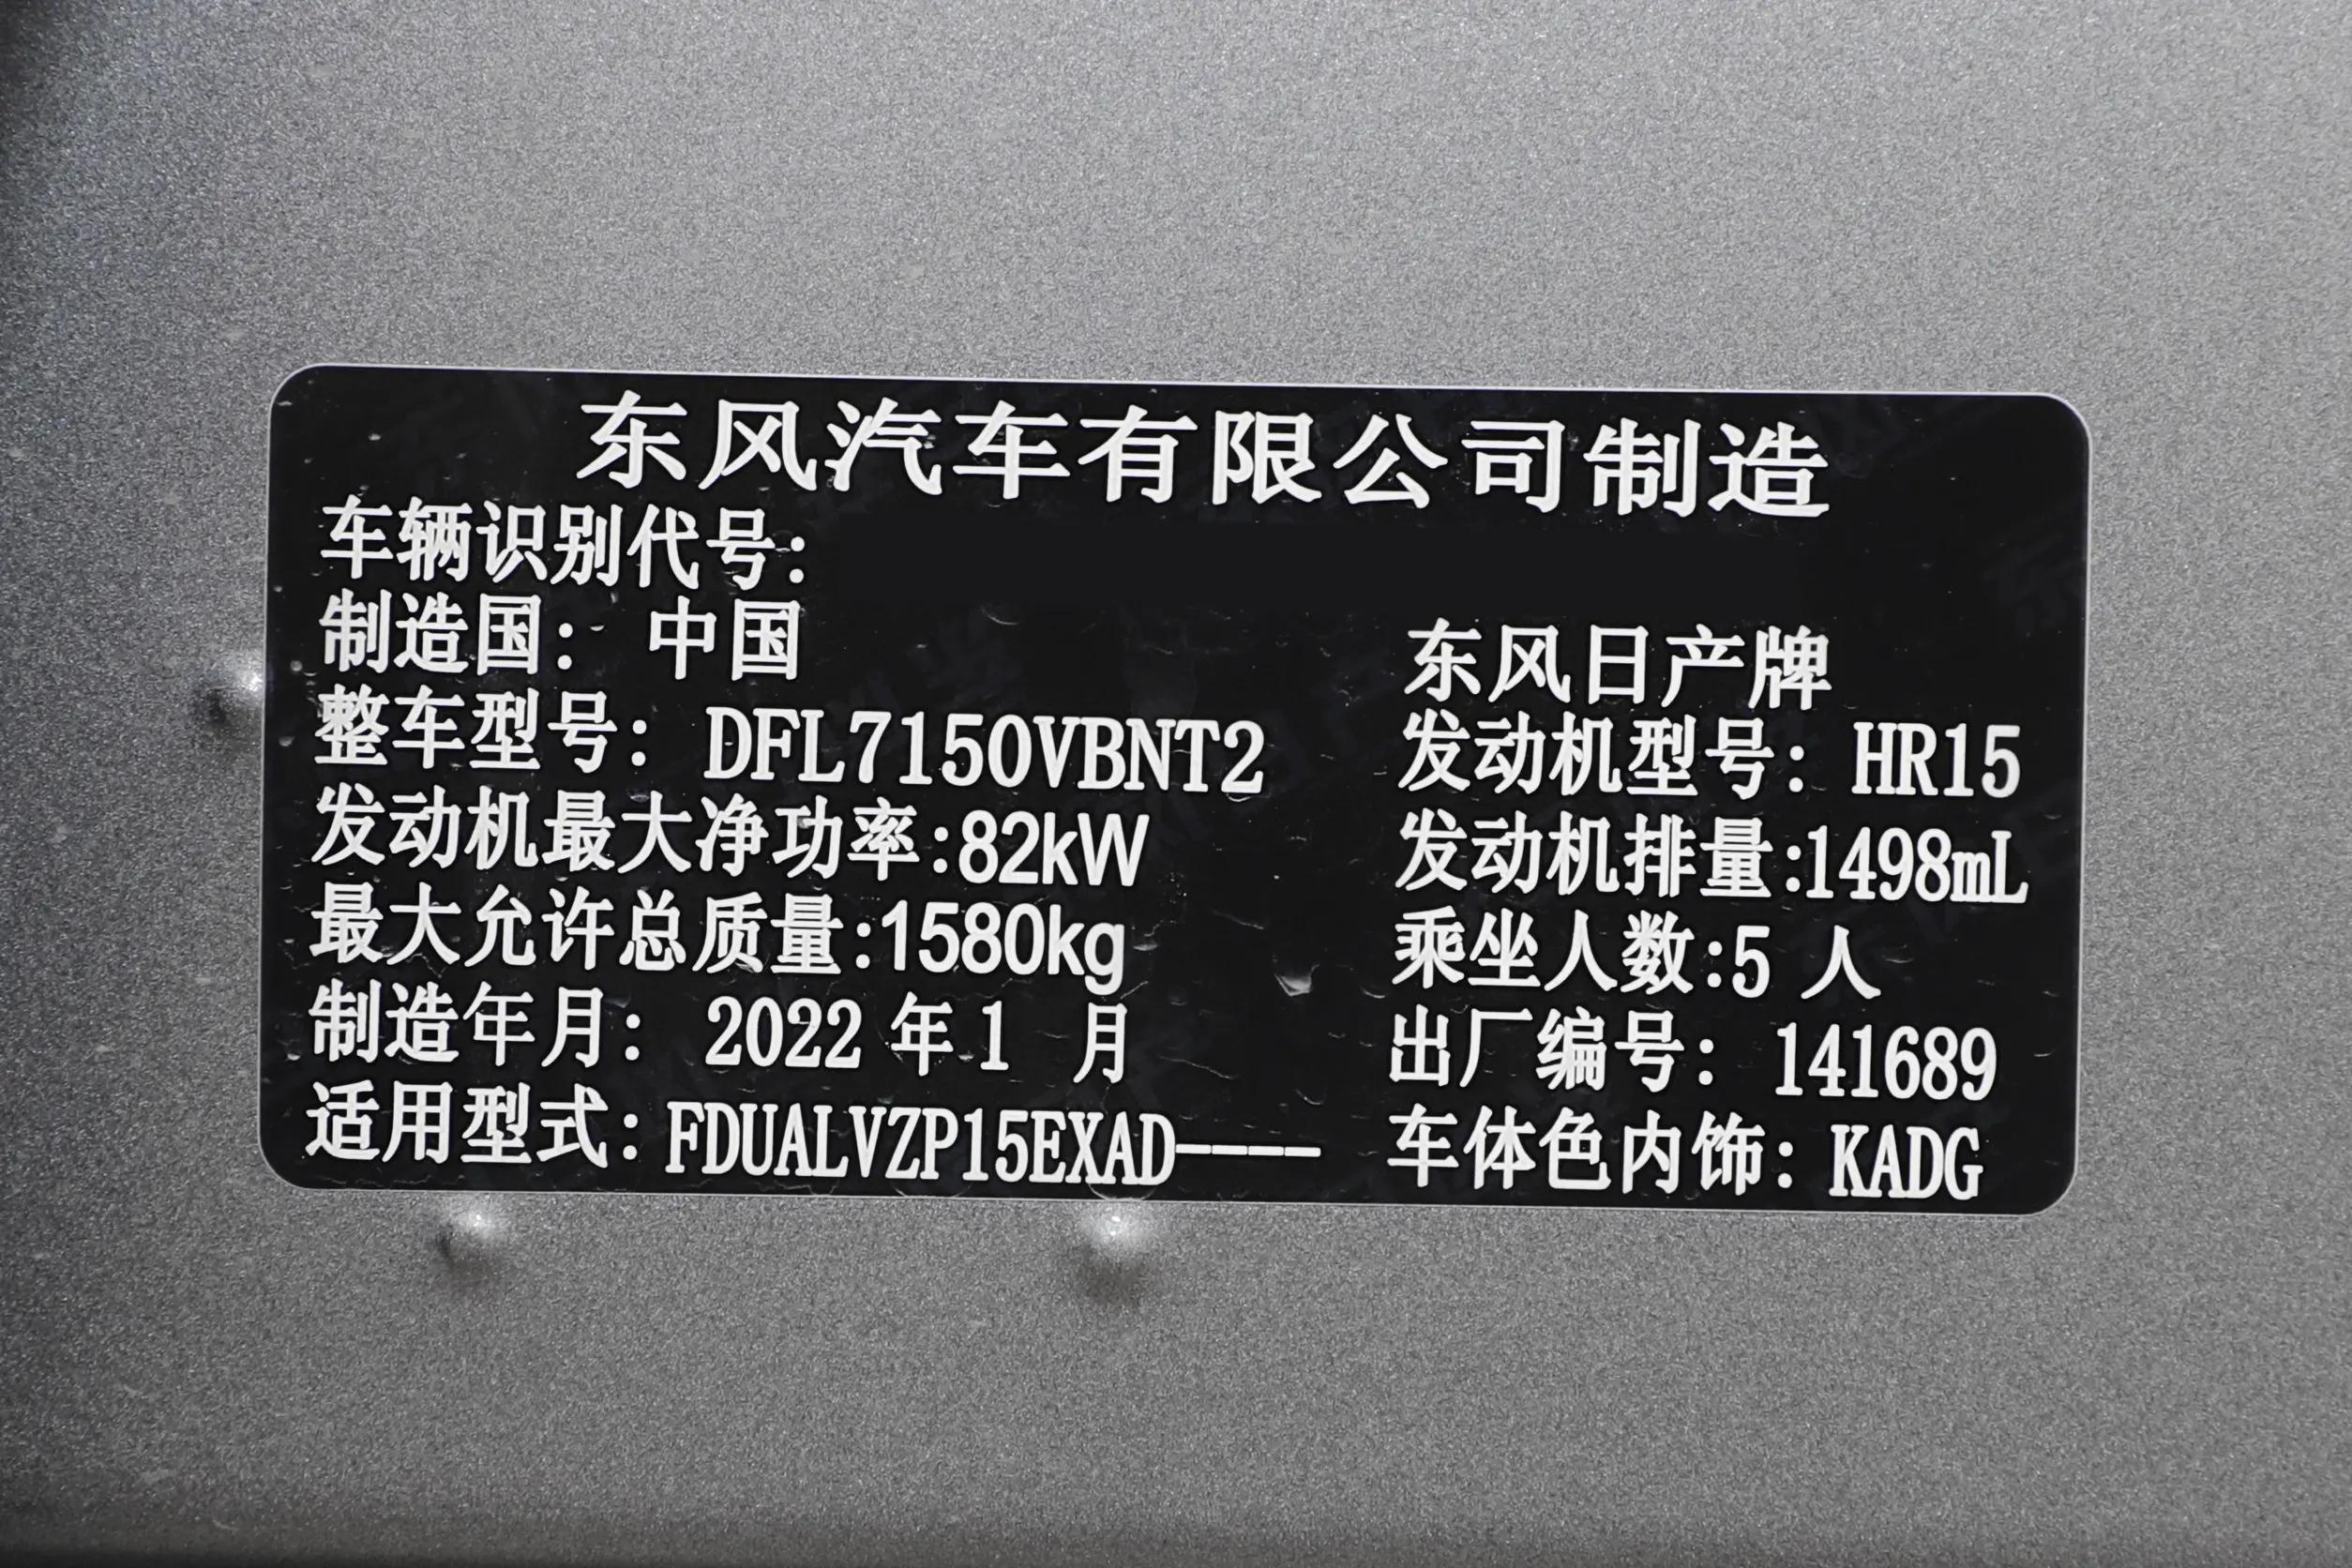 东风汽车有限公司制造
车辆识别代号:
制造国: 中国 东风日产牌
整车型号: DFL7150VBNT2 发动机型号: HR15
发动机最大净功率:82kW 发动机排量:1498mL
最大允许总质量:1580kg 乘坐人数:5 人
制造年月: 2022 年 1 月 出厂编号: 141689
适用型式: FDUALVZP15EXAD---- 车体色内饰: KADG